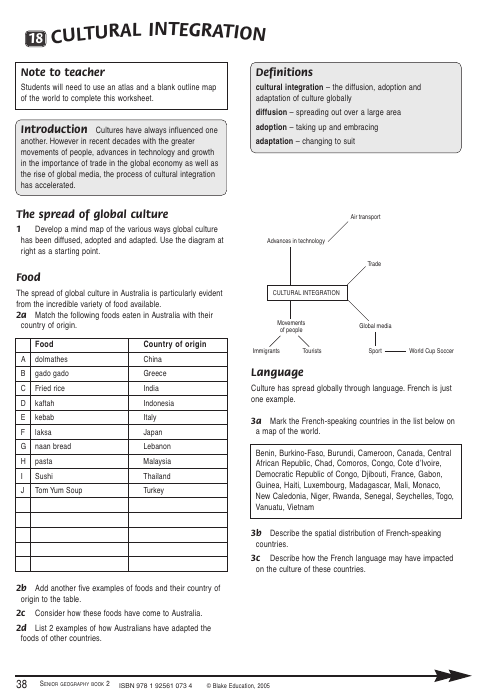 18 CULTURAL INTEGRATION
Note to teacher
Students will need to use an atlas and a blank outline map
of the world to complete this worksheet.
Introduction Cultures have always influenced one
another. However in recent decades with the greater
movements of people, advances in technology and growth
in the importance of trade in the global economy as well as
the rise of global media, the process of cultural integration
has accelerated.
The spread of global culture
1 Develop a mind map of the various ways global culture
has been diffused, adopted and adapted. Use the diagram at
right as a starting point.
Food
The spread of global culture in Australia is particularly evident
from the incredible variety of food available.
2a Match the following foods eaten in Australia with their
country of origin.
Food Country of origin
A dolmathes China
B gado gado Greece
C Fried rice India
D kaftah Indonesia
E kebab Italy
F laksa Japan
G naan bread Lebanon
H pasta Malaysia
I Sushi Thailand
J Tom Yum Soup Turkey
2b Add another five examples of foods and their country of
origin to the table.
2c Consider how these foods have come to Australia.
2d List 2 examples of how Australians have adapted the
foods of other countries.
Definitions
cultural integration – the diffusion, adoption and
adaptation of culture globally
diffusion – spreading out over a large area
adoption – taking up and embracing
adaptation – changing to suit
Air transport
Advances in technology
Trade
CULTURAL INTEGRATION
Movements
of people
Global media
Immigrants Tourists Sport World Cup Soccer
Language
Culture has spread globally through language. French is just
one example.
3a Mark the French-speaking countries in the list below on
a map of the world.
Benin, Burkino-Faso, Burundi, Cameroon, Canada, Central
African Republic, Chad, Comoros, Congo, Cote d'Ivoire,
Democratic Republic of Congo, Djibouti, France, Gabon,
Guinea, Haiti, Luxembourg, Madagascar, Mali, Monaco,
New Caledonia, Niger, Rwanda, Senegal, Seychelles, Togo,
Vanuatu, Vietnam
3b Describe the spatial distribution of French-speaking
countries.
3c Describe how the French language may have impacted
on the culture of these countries.
38 SENIOR GEOGRAPHY BOOK 2 ISBN 978 1 92561 073 4 © Blake Education, 2005